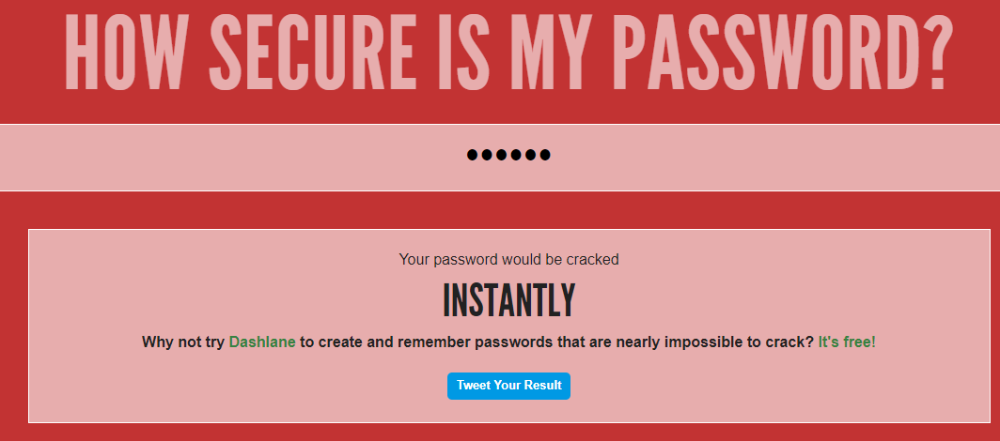 HOW SECURE IS MY PASSWORD?
••••••
Your password would be cracked
INSTANTLY
Why not try Dashlane to create and remember passwords that are nearly impossible to crack? It's free!
Tweet Your Result